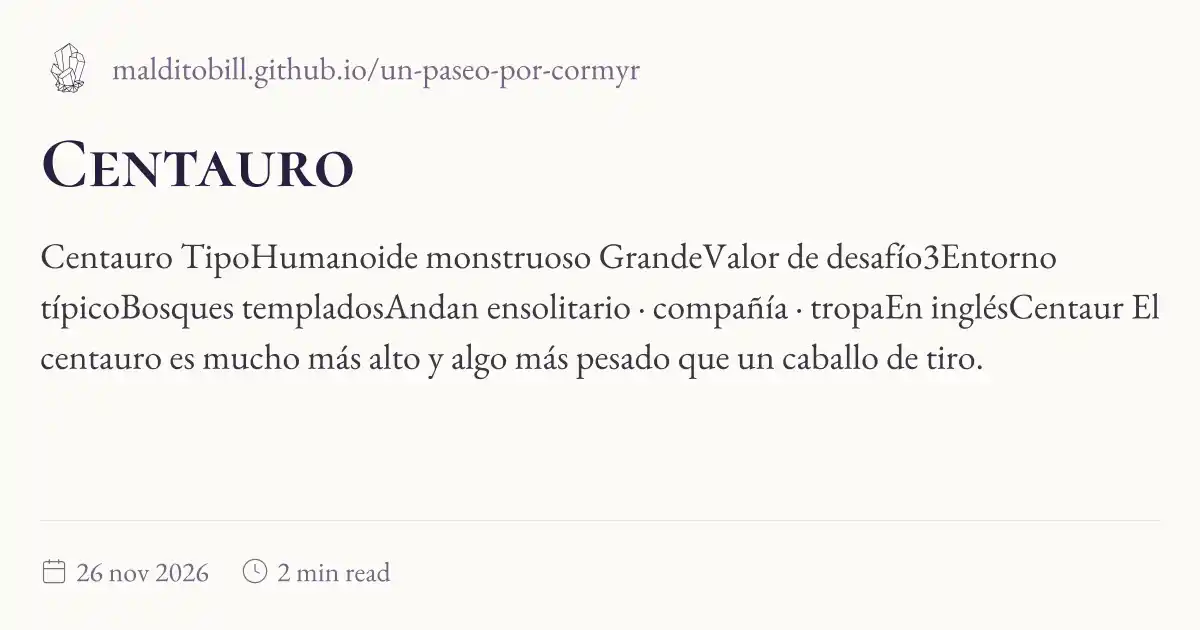 malditobill.github.io/un-paseo-por-cormyr
Centauro
Centauro TipoHumanoide monstruoso GrandeValor de desafío3Entorno
típicoBosques templadosAndan ensolitario · compañía · tropaEn inglésCentaur El
centauro es mucho más alto y algo más pesado que un caballo de tiro.
26 nov 2026 2 min read